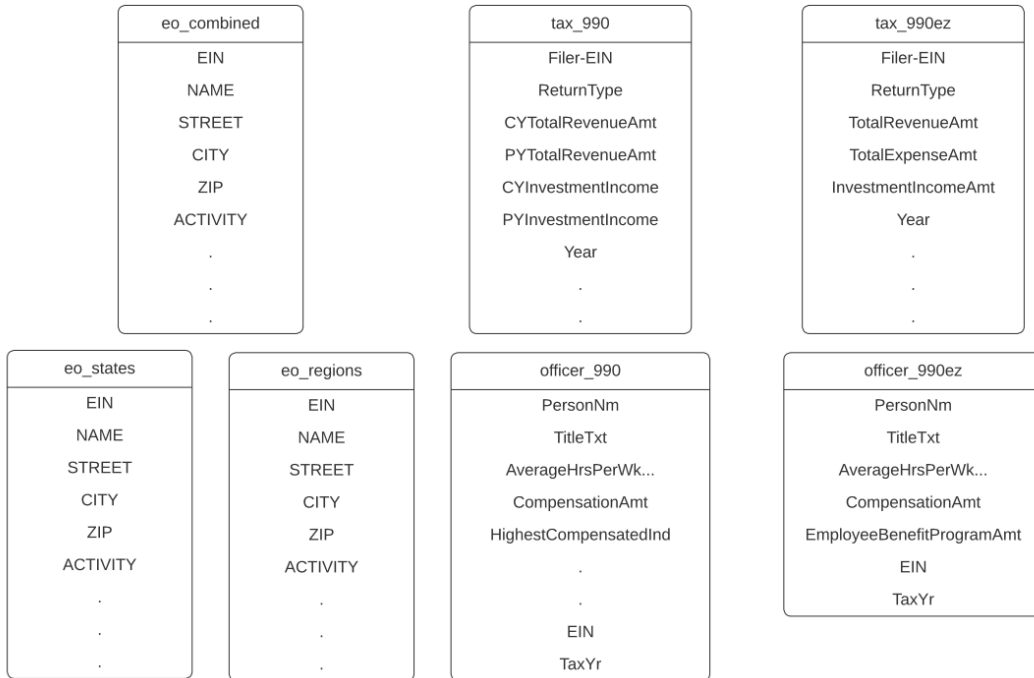 eo_combined
EIN
NAME
STREET
CITY
ZIP
ACTIVITY
.
.
.
tax_990
Filer-EIN
ReturnType
CYTotalRevenueAmt
PYTotalRevenueAmt
CYInvestmentIncome
PYInvestmentIncome
Year
.
.
.
tax_990ez
Filer-EIN
ReturnType
TotalRevenueAmt
TotalExpenseAmt
InvestmentIncomeAmt
Year
.
.
.
eo_states
EIN
NAME
STREET
CITY
ZIP
ACTIVITY
.
.
.
eo_regions
EIN
NAME
STREET
CITY
ZIP
ACTIVITY
.
.
.
officer_990
PersonNm
TitleTxt
AverageHrsPerWk...
CompensationAmt
HighestCompensatedInd
.
.
EIN
TaxYr
officer_990ez
PersonNm
TitleTxt
AverageHrsPerWk...
CompensationAmt
EmployeeBenefitProgramAmt
EIN
TaxYr